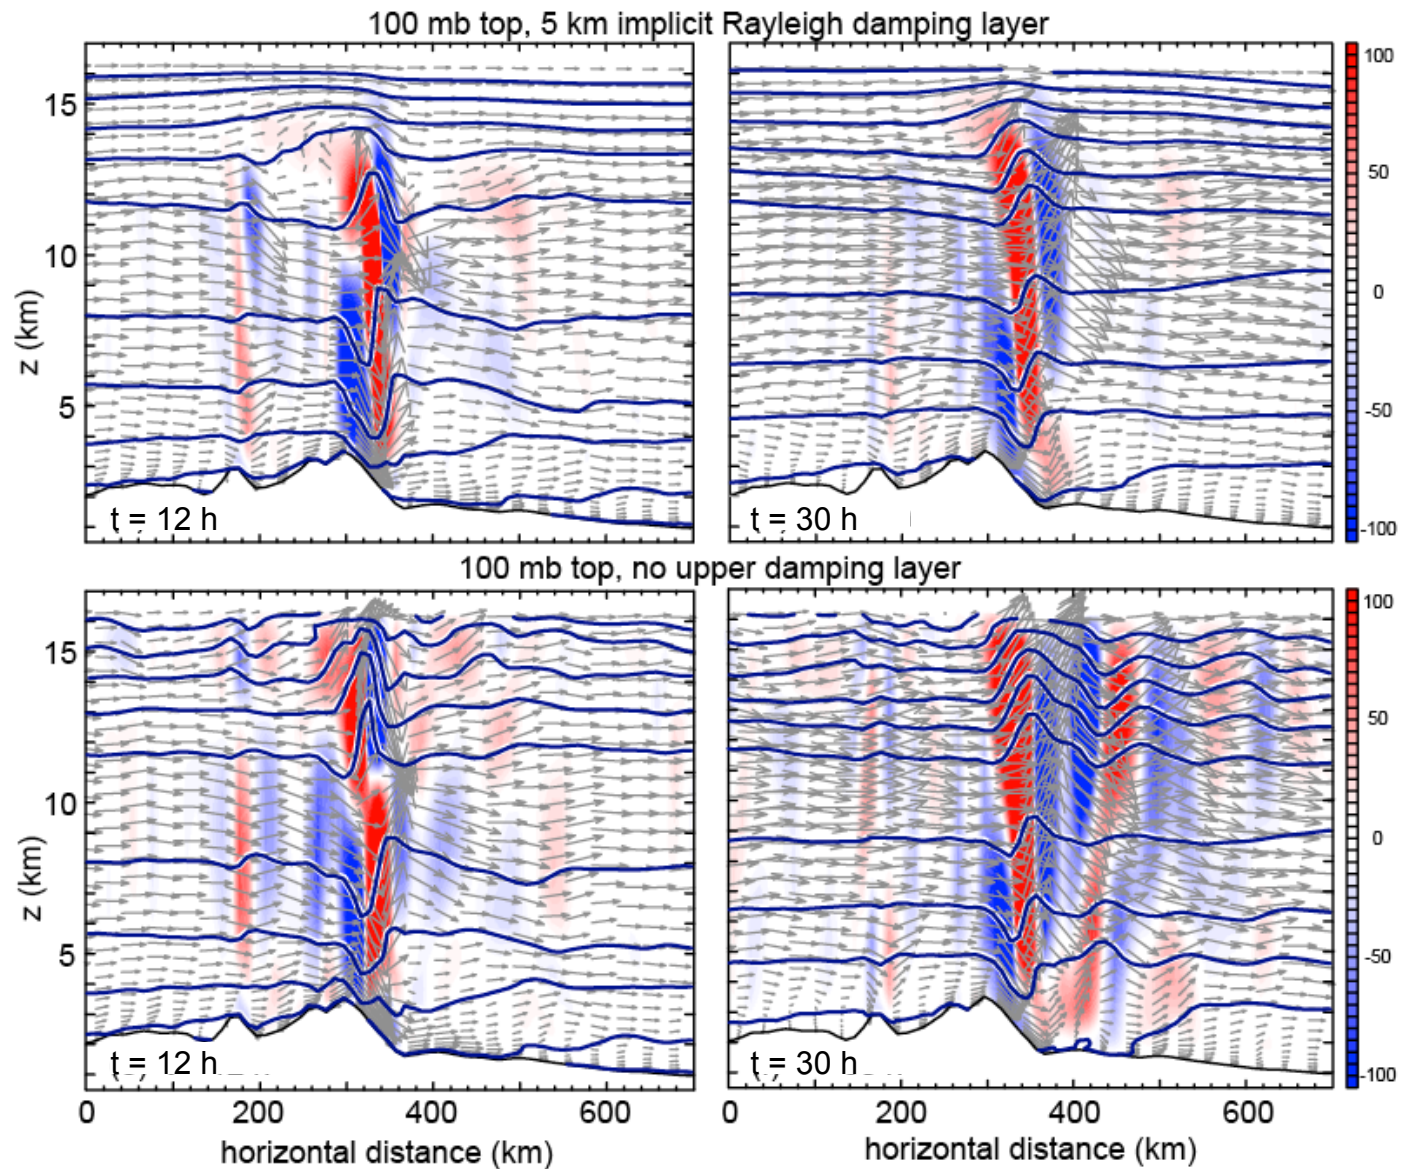 100 mb top, 5 km implicit Rayleigh damping layer
z (km)
15
10
5
t = 12 h
t = 30 h
100
50
0
-50
-100
100 mb top, no upper damping layer
z (km)
15
10
5
t = 12 h
t = 30 h
100
50
0
-50
-100
0 200 400 600
0 200 400 600
horizontal distance (km)
horizontal distance (km)